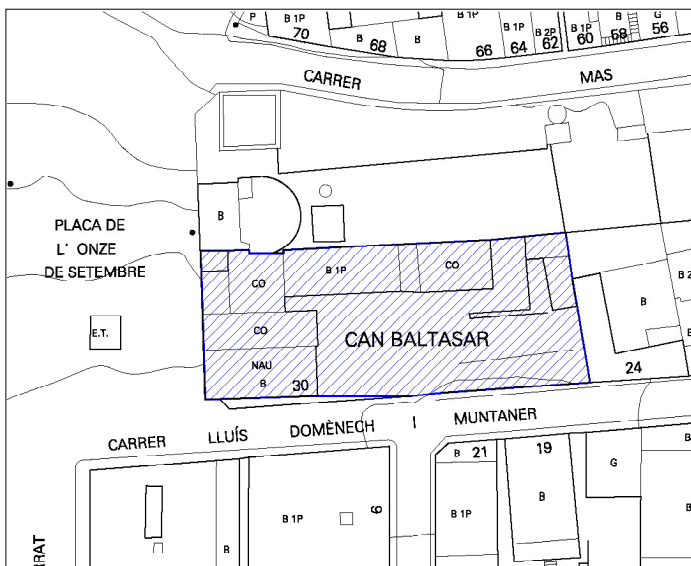 P
B 1P
70
B
68
B
B 1P
66
B 1P
64
B 2P
62
B 1P
60
B
58
G
56
CARRER MAS
B
PLACA DE
L' ONZE
DE SETEMBRE
E.T.
CO
B 1P
CO
CO
NAU
B
30
CAN BALTASAR
B
B 2
B
24
CARRER LLUÍS DOMÈNECH I MUNTANER
B
21
19
B
G
B
B 1P
B
B 1P
6
B
RRAT